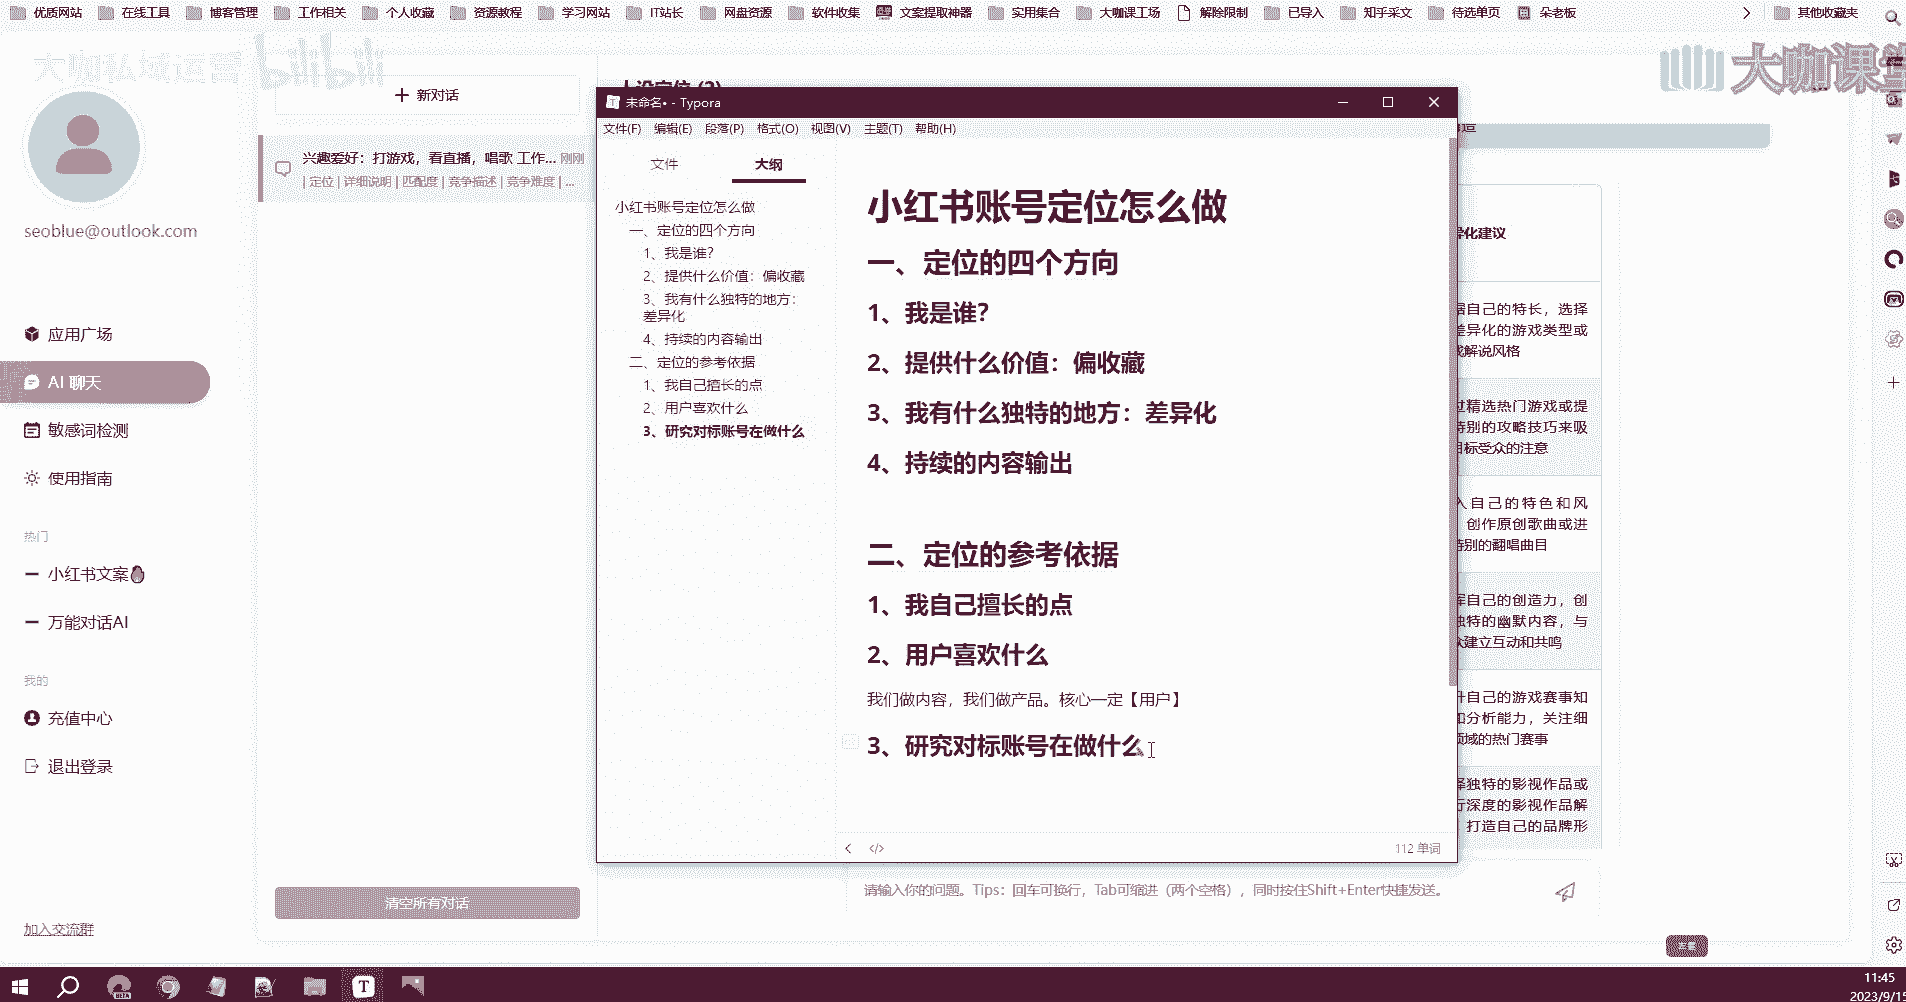 优质网站 在线工具 博客管理 工作相关 个人收藏 资源教程 学习网站 IT站长 网盘资源 软件收集 文案提取神器 实用集合 大咖课工场 解除限制 已导入 知乎采文 待选单页 朵老板 其他收藏夹
大咖私域运营 bilibili
大咖课堂
新对话
兴趣爱好：打游戏，看直播，唱歌 工作... 刚刚
| 定位 | 详细说明 | 匹配度 | 竞争描述 | 竞争难度 | ...
seoblue@outlook.com
应用广场
AI 聊天
敏感词检测
使用指南
热门
小红书文案
万能对话AI
我的
充值中心
退出登录
加入交流群
清空所有对话
未命名• - Typora
文件(F) 编辑(E) 段落(P) 格式(O) 视图(V) 主题(T) 帮助(H)
文件 大纲
小红书账号定位怎么做
一、定位的四个方向
1、我是谁？
2、提供什么价值：偏收藏
3、我有什么独特的地方：
差异化
4、持续的内容输出
二、定位的参考依据
1、我自己擅长的点
2、用户喜欢什么
3、研究对标账号在做什么
小红书账号定位怎么做
一、定位的四个方向
1、我是谁？
2、提供什么价值：偏收藏
3、我有什么独特的地方：差异化
4、持续的内容输出
二、定位的参考依据
1、我自己擅长的点
2、用户喜欢什么
我们做内容，我们做产品。核心一定【用户】
3、研究对标账号在做什么
112 单词
异化建议
自己的特长，选择
差异化的游戏类型或
解说风格
精选热门游戏或提
特别的攻略技巧来吸
目标受众的注意
入自己的特色和风
创作原创歌曲或进
特别的翻唱曲目
挥自己的创造力，创
独特的幽默内容，与
建立互动和共鸣
升自己的游戏赛事知
和分析能力，关注细
领域的热门赛事
择独特的影视作品或
行深度的影视作品解
打造自己的品牌形
请输入你的问题。Tips：回车可换行，Tab可缩进（两个空格），同时按住Shift+Enter快捷发送。
11:45
2023/9/15